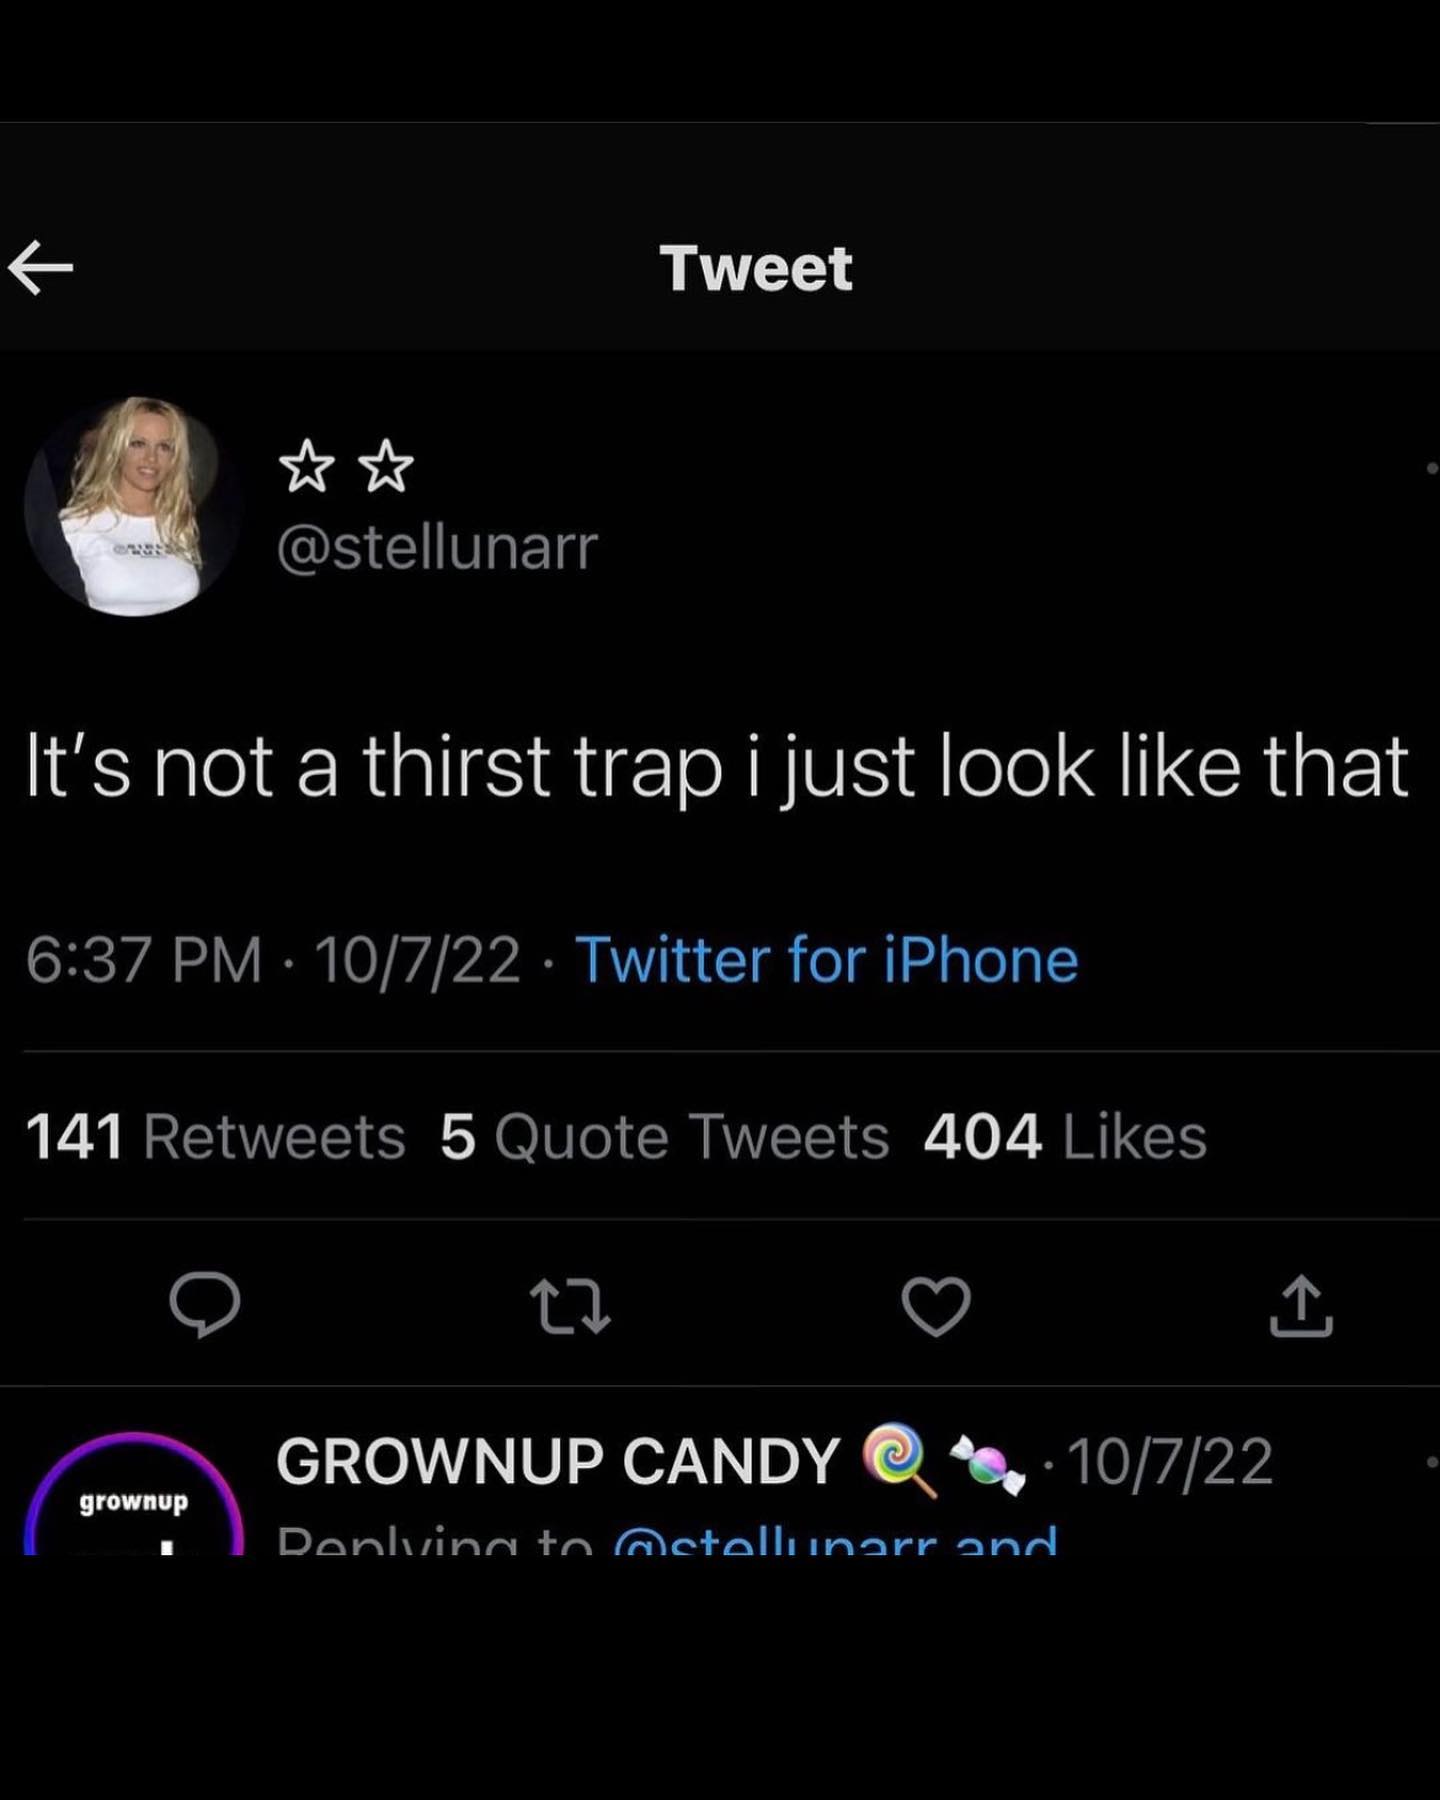 Tweet
☆ ☆
@stellunarr
It's not a thirst trap i just look like that
6:37 PM · 10/7/22 · Twitter for iPhone
141 Retweets 5 Quote Tweets 404 Likes
GROWNUP CANDY 🍭 🍬 · 10/7/22
grownup
Replying to @stellunarr and